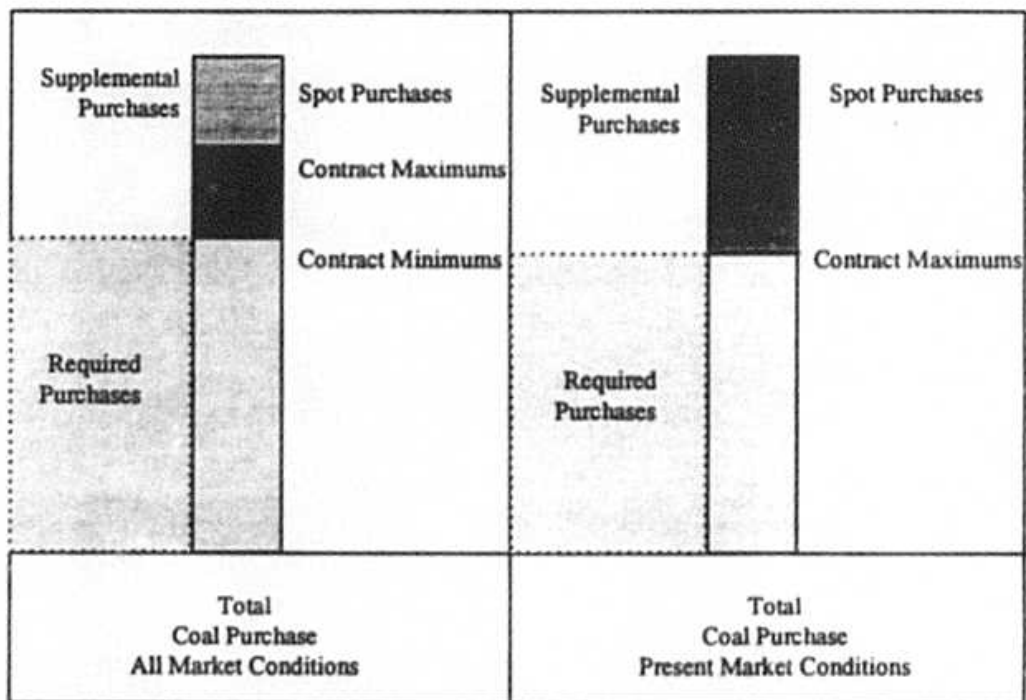 Supplemental
Purchases
Spot Purchases
Contract Maximums
Contract Minimums
Required
Purchases
Total
Coal Purchase
All Market Conditions
Supplemental
Purchases
Spot Purchases
Contract Maximums
Required
Purchases
Total
Coal Purchase
Present Market Conditions